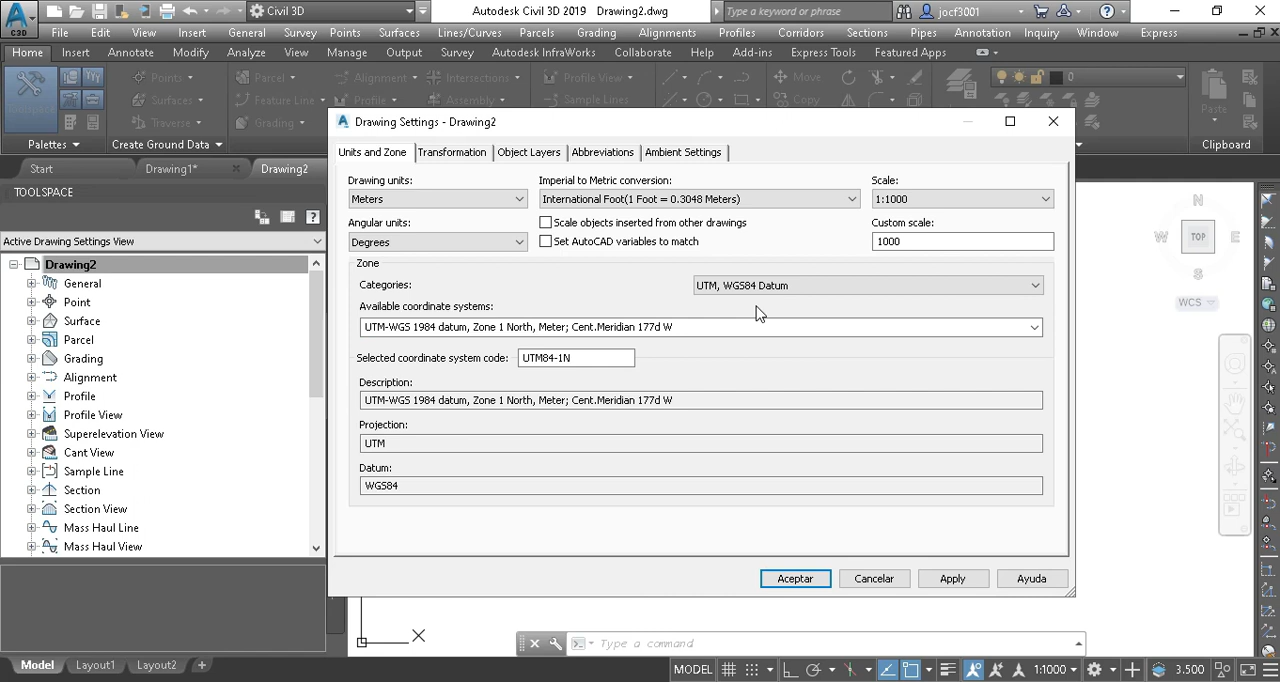 Civil 3D
Autodesk Civil 3D 2019 Drawing2.dwg
Type a keyword or phrase
jocf3001
C3D
File Edit View Insert General Survey Points Surfaces Lines/Curves Parcels Grading Alignments Profiles Corridors Sections Pipes Annotation Inquiry Window Express
Home Insert Annotate Modify Analyze View Manage Output Survey Autodesk InfraWorks Collaborate Help Add-ins Express Tools Featured Apps
Points Parcel Alignment Intersections Profile View Move 0
Surfaces Feature Line Profile Assembly Sample Lines Copy Paste
Traverse Grading
Palettes Create Ground Data Clipboard
Start Drawing1* Drawing2
TOOLSPACE
Active Drawing Settings View
Drawing2
General
Point
Surface
Parcel
Grading
Alignment
Profile
Profile View
Superelevation View
Cant View
Sample Line
Section
Section View
Mass Haul Line
Mass Haul View
Drawing Settings - Drawing2
Units and Zone Transformation Object Layers Abbreviations Ambient Settings
Drawing units: Imperial to Metric conversion: Scale:
Meters International Foot(1 Foot = 0.3048 Meters) 1:1000
Angular units: Scale objects inserted from other drawings Custom scale:
Degrees Set AutoCAD variables to match 1000
Zone
Categories: UTM, WGS84 Datum
Available coordinate systems:
UTM-WGS 1984 datum, Zone 1 North, Meter; Cent.Meridian 177d W
Selected coordinate system code: UTM84-1N
Description:
UTM-WGS 1984 datum, Zone 1 North, Meter; Cent.Meridian 177d W
Projection:
UTM
Datum:
WGS84
Aceptar Cancelar Apply Ayuda
N
W TOP E
S
WCS
X
Type a command
Model Layout1 Layout2 +
MODEL 1:1000 3.500